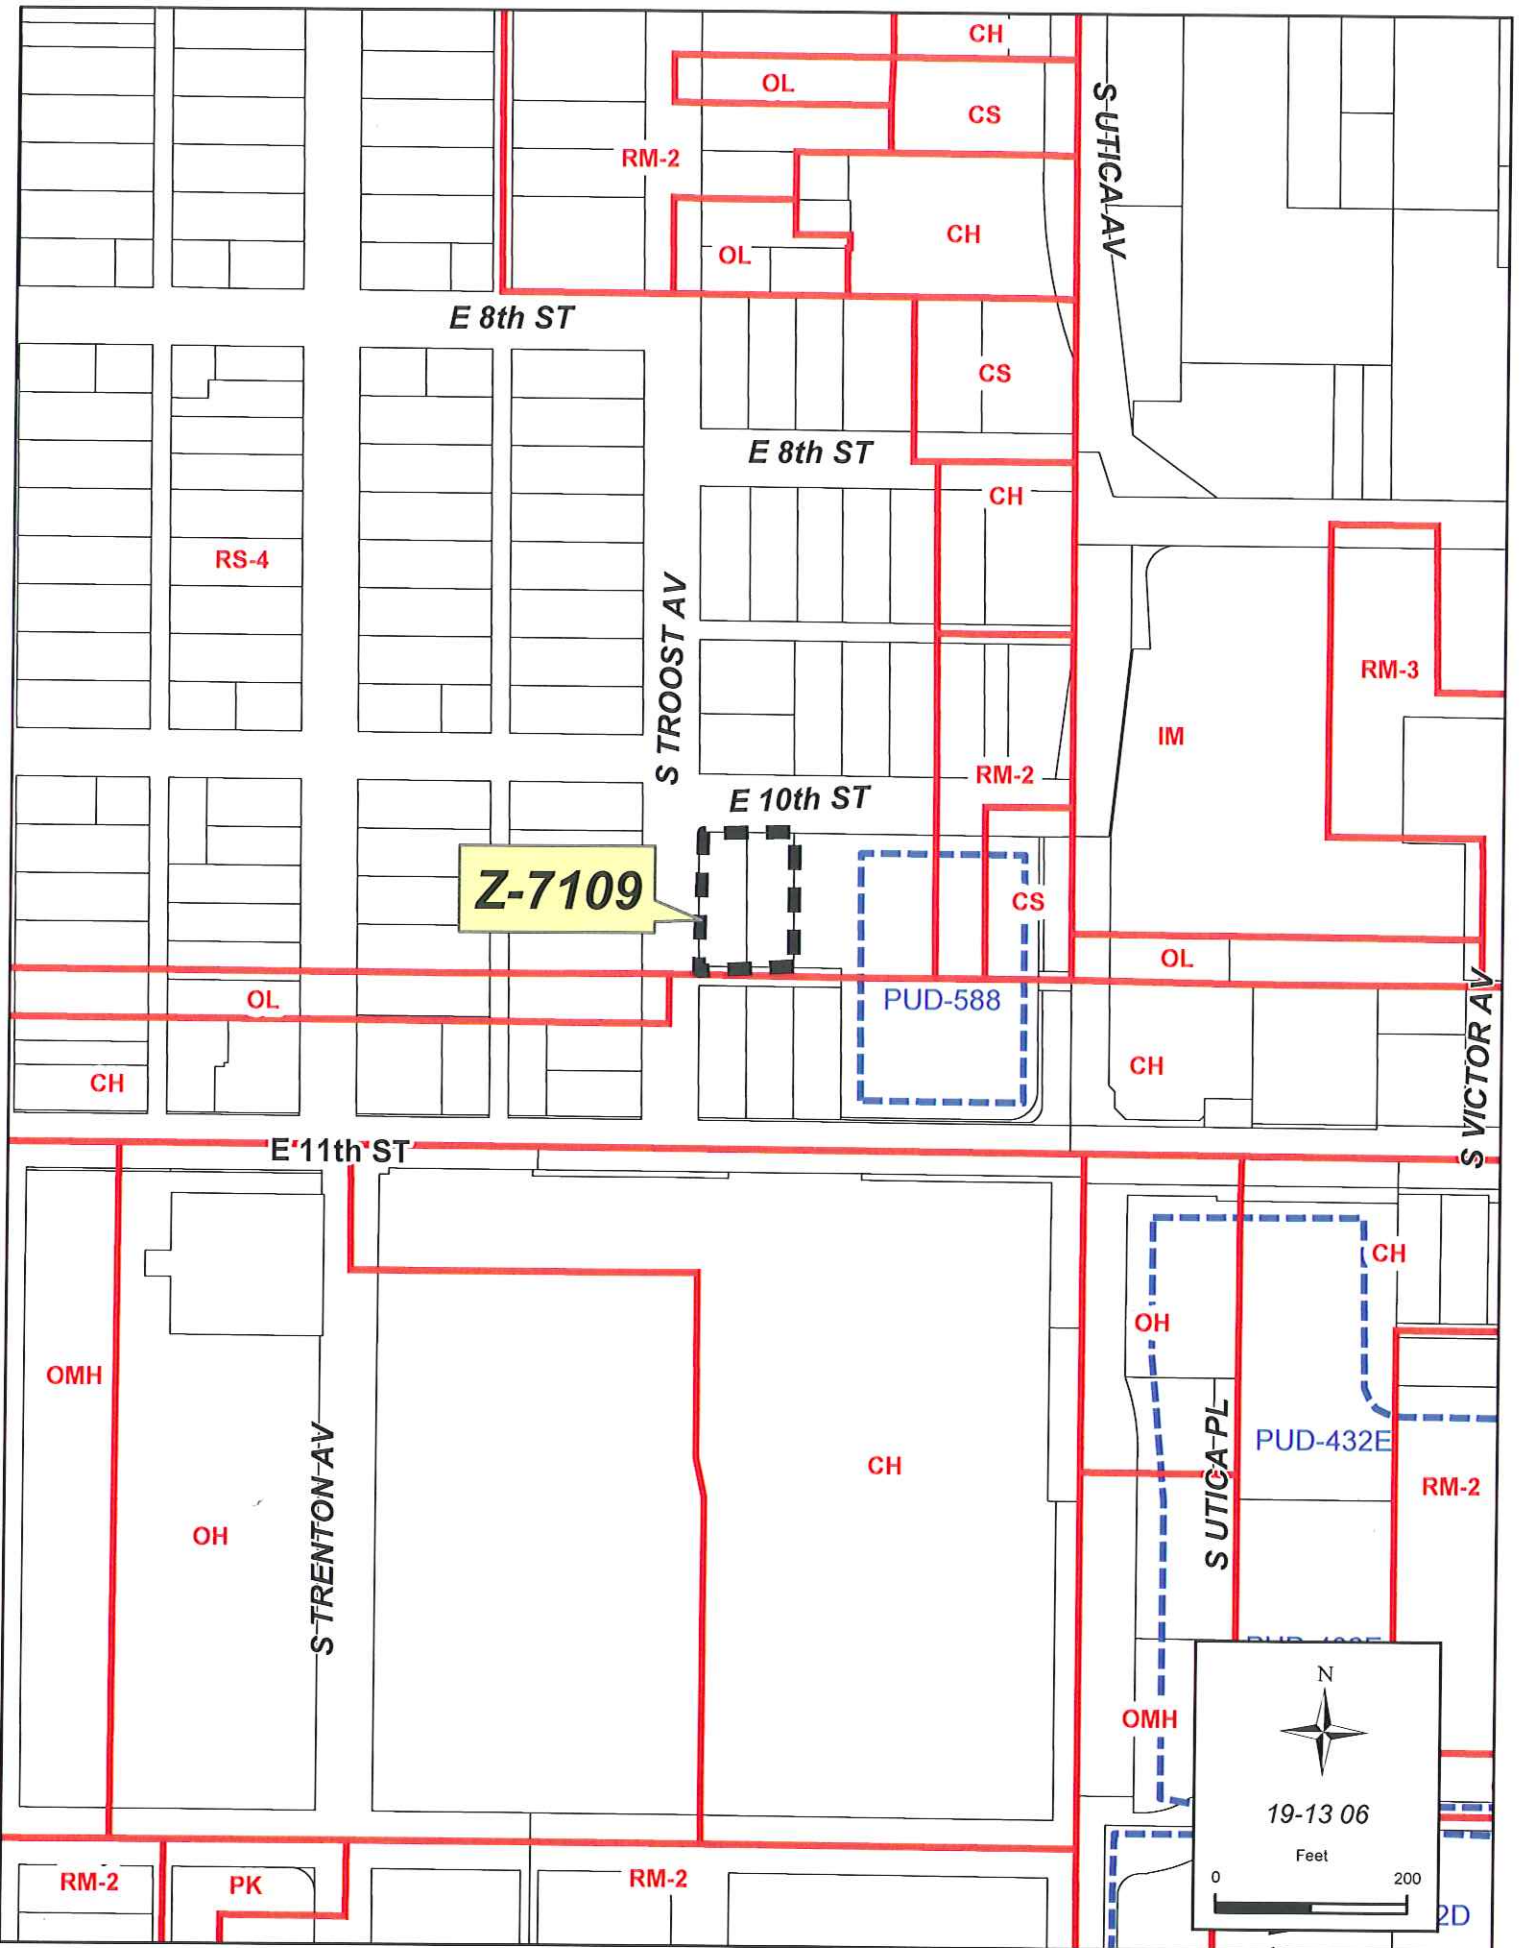 CH
OL
CS
S UTICA AV
RM-2
CH
OL
E 8th ST
CS
E 8th ST
CH
RS-4
S TROOST AV
RM-3
IM
RM-2
E 10th ST
Z-7109
CS
OL
OL
PUD-588
CH
CH
S VICTOR AV
E 11th ST
CH
OH
OMH
PUD-432E
S UTICA PL
CH
RM-2
S TRENTON AV
OH
N
OMH
19-13 06
Feet
0 200
RM-2
PK
RM-2
2D